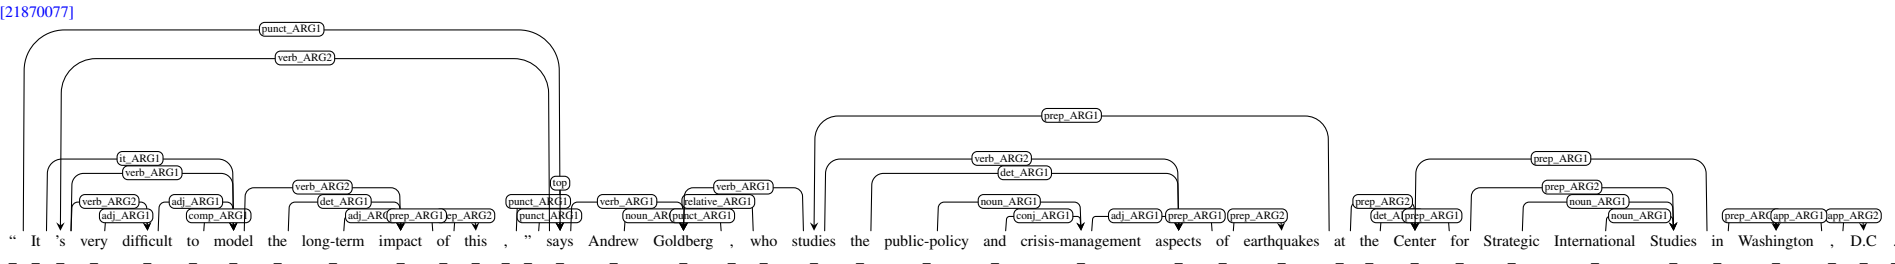 [21870077]
punct_ARG1
verb_ARG2
prep_ARG1
it_ARG1 verb_ARG2 prep_ARG1
verb_ARG1 det_ARG1
top
verb_ARG2 verb_ARG1 prep_ARG2
verb_ARG2 adj_ARG1 det_ARG1 punct_ARG1 verb_ARG1 relative_ARG1 noun_ARG1 prep_ARG2 noun_ARG1
adj_ARG1 comp_ARG1 prep_ARG1 ep_ARG2 punct_ARG1 punct_ARG1 conj_ARG1 adj_ARG1 prep_ARG1 prep_ARG2 prep_ARG1 noun_ARG1 app_ARG1 app_ARG2
“ It 's very difficult to model the long-term impact of this , ” says Andrew Goldberg , who studies the public-policy and crisis-management aspects of earthquakes at the Center for Strategic International Studies in Washington , D.C .